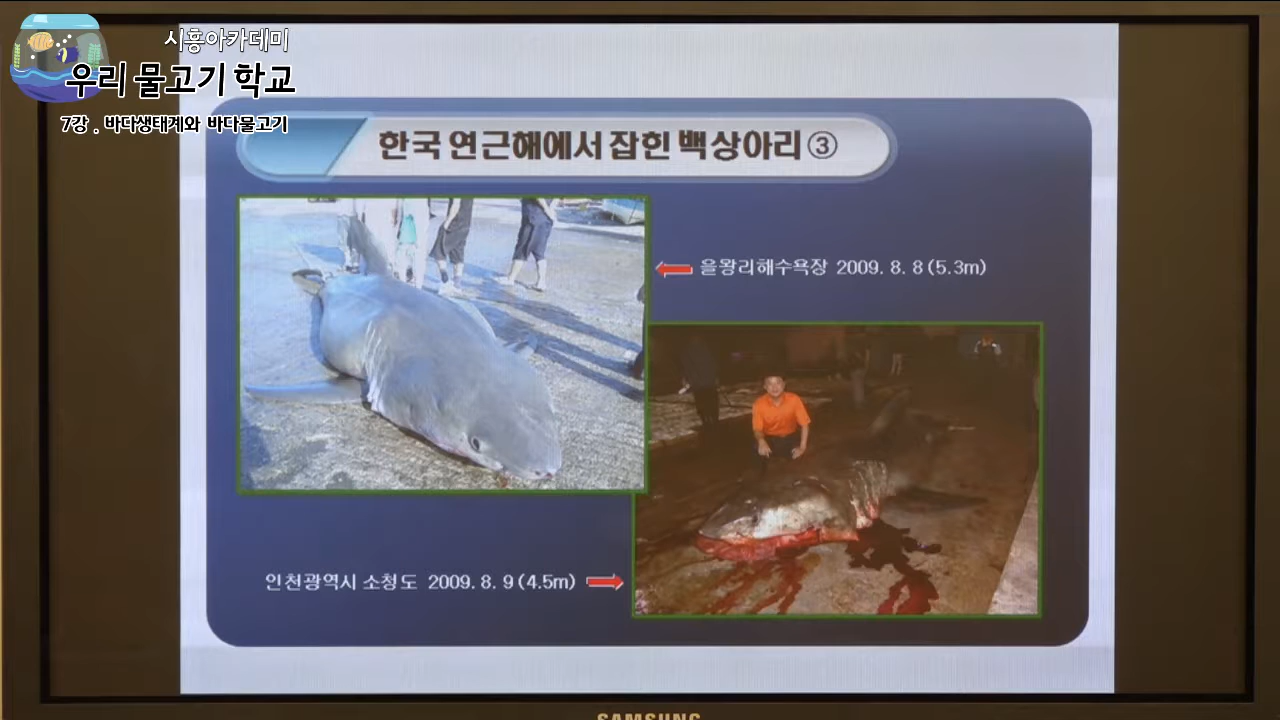 시흥아카데미
우리 물고기 학교
7강 . 바다생태계와 바다물고기
한국 연근해에서 잡힌 백상아리 ③
을왕리해수욕장 2009. 8. 8 (5.3m)
인천광역시 소청도 2009. 8. 9 (4.5m)
SAMSUNG